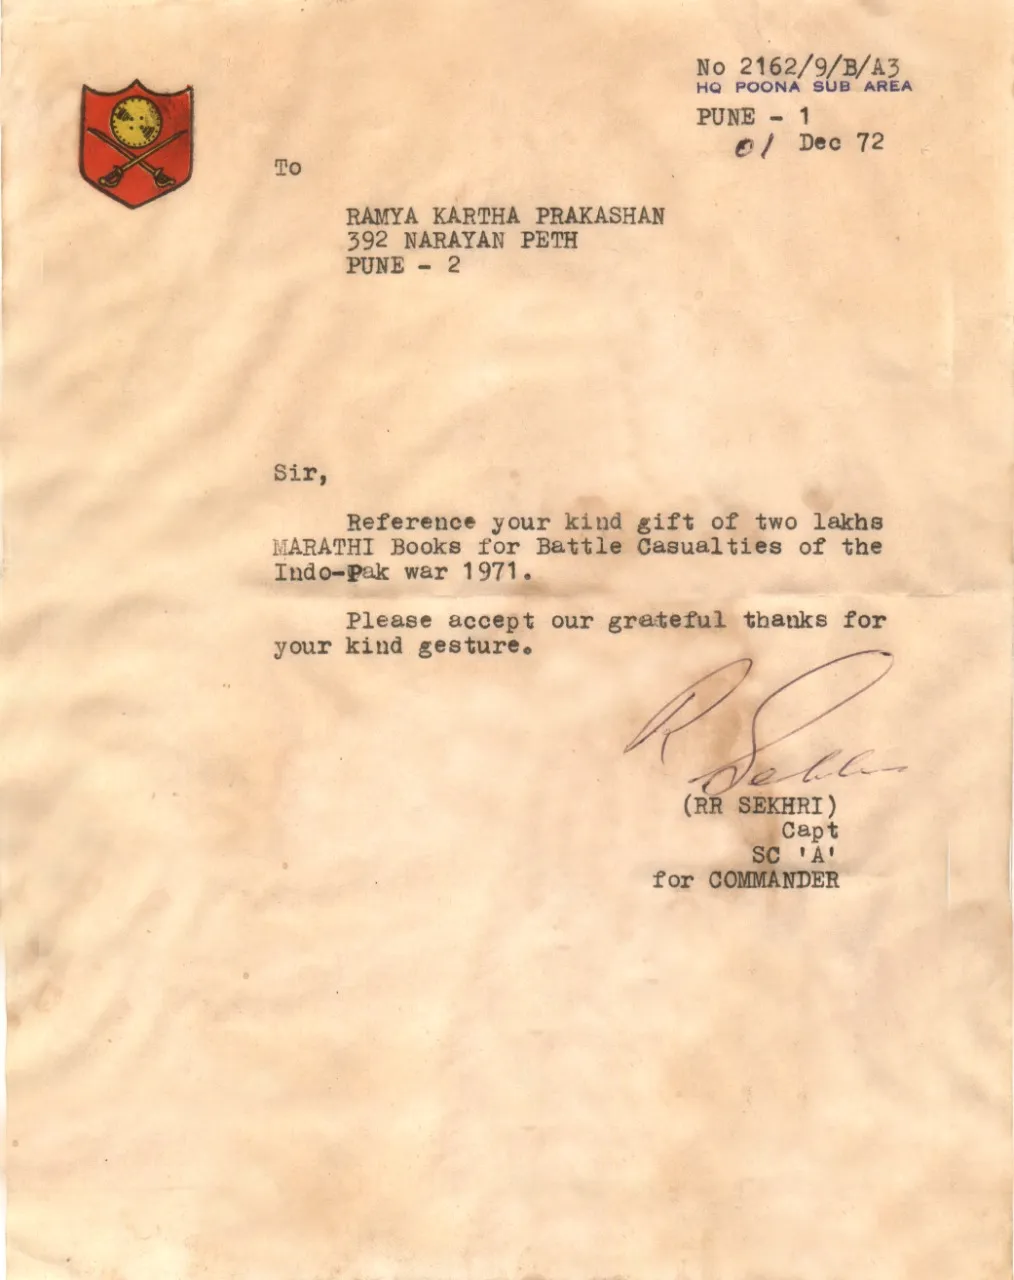 No 2162/9/B/A3
HQ POONA SUB AREA
PUNE - 1
01 Dec 72
To
RAMYA KARTHA PRAKASHAN
392 NARAYAN PETH
PUNE - 2
Sir,
Reference your kind gift of two lakhs
MARATHI Books for Battle Casualties of the
Indo-Pak war 1971.
Please accept our grateful thanks for
your kind gesture.
R Sekhri
(RR SEKHRI)
Capt
SC 'A'
for COMMANDER